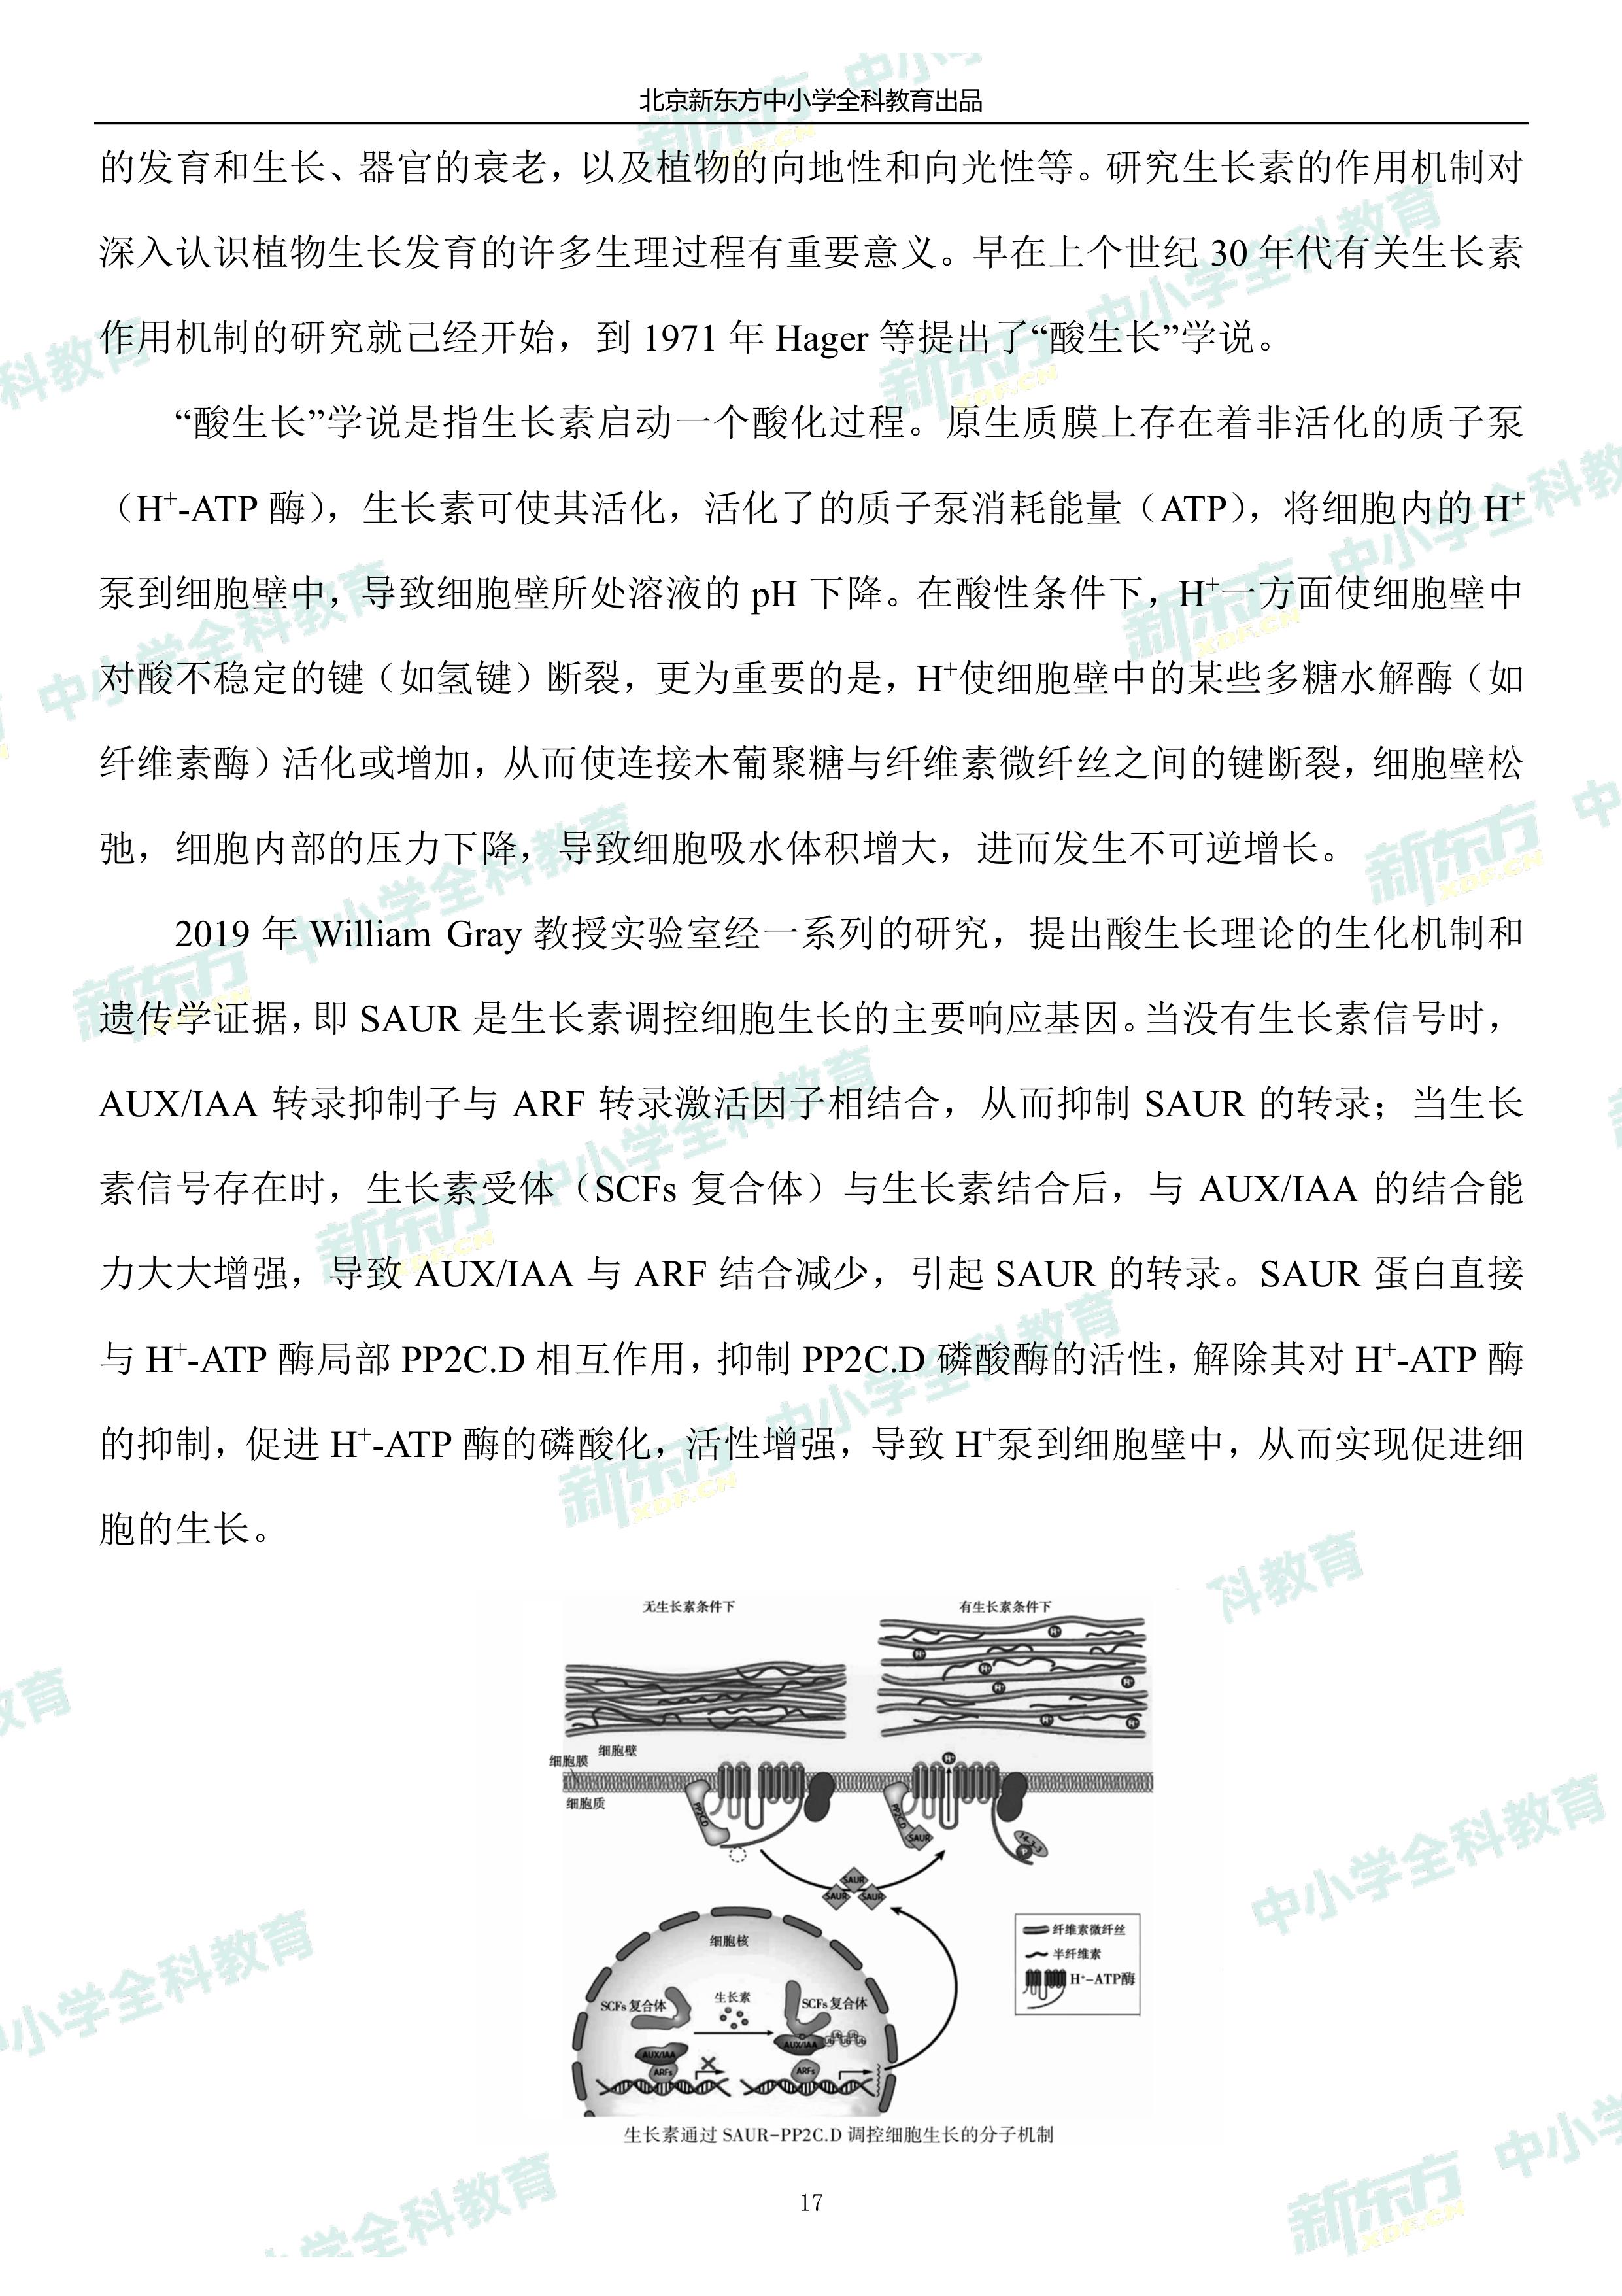 北京新东方中小学全科教育出品
的发育和生长、器官的衰老，以及植物的向地性和向光性等。研究生长素的作用机制对
深入认识植物生长发育的许多生理过程有重要意义。早在上个世纪 30 年代有关生长素
作用机制的研究就己经开始，到 1971 年 Hager 等提出了“酸生长”学说。
“酸生长”学说是指生长素启动一个酸化过程。原生质膜上存在着非活化的质子泵
（H⁺-ATP 酶），生长素可使其活化，活化了的质子泵消耗能量（ATP），将细胞内的 H⁺
泵到细胞壁中，导致细胞壁所处溶液的 pH 下降。在酸性条件下，H⁺一方面使细胞壁中
对酸不稳定的键（如氢键）断裂，更为重要的是，H⁺使细胞壁中的某些多糖水解酶（如
纤维素酶）活化或增加，从而使连接木葡聚糖与纤维素微纤丝之间的键断裂，细胞壁松
弛，细胞内部的压力下降，导致细胞吸水体积增大，进而发生不可逆增长。
2019 年 William Gray 教授实验室经一系列的研究，提出酸生长理论的生化机制和
遗传学证据，即 SAUR 是生长素调控细胞生长的主要响应基因。当没有生长素信号时，
AUX/IAA 转录抑制子与 ARF 转录激活因子相结合，从而抑制 SAUR 的转录；当生长
素信号存在时，生长素受体（SCFs 复合体）与生长素结合后，与 AUX/IAA 的结合能
力大大增强，导致 AUX/IAA 与 ARF 结合减少，引起 SAUR 的转录。SAUR 蛋白直接
与 H⁺-ATP 酶局部 PP2C.D 相互作用，抑制 PP2C.D 磷酸酶的活性，解除其对 H⁺-ATP 酶
的抑制，促进 H⁺-ATP 酶的磷酸化，活性增强，导致 H⁺泵到细胞壁中，从而实现促进细
胞的生长。
无生长素条件下 有生长素条件下
H⁺
H⁺
H⁺
H⁺
H⁺
H⁺
H⁺
细胞壁
细胞膜
H⁺
细胞质
PP2CD
PP2CD
SAUR
14-3-3
P
SAUR
SAUR SAUR
细胞核
纤维素微纤丝
半纤维素
H⁺-ATP酶
SCFs复合体 生长素 SCFs复合体
AUX/IAA
Ub Ub Ub Ub
AUX/IAA
ARFs
ARFs
生长素通过 SAUR-PP2C.D 调控细胞生长的分子机制
17
新东方 XDF.CN 中小学全科教育